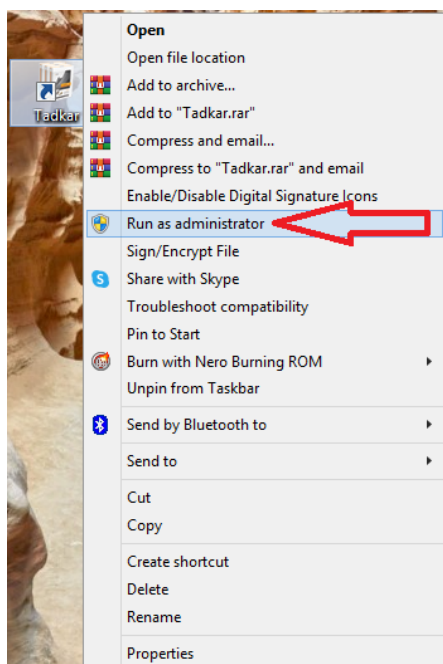 Tadkar
Open
Open file location
Add to archive...
Add to "Tadkar.rar"
Compress and email...
Compress to "Tadkar.rar" and email
Enable/Disable Digital Signature Icons
Run as administrator
Sign/Encrypt File
Share with Skype
Troubleshoot compatibility
Pin to Start
Burn with Nero Burning ROM
Unpin from Taskbar
Send by Bluetooth to
Send to
Cut
Copy
Create shortcut
Delete
Rename
Properties